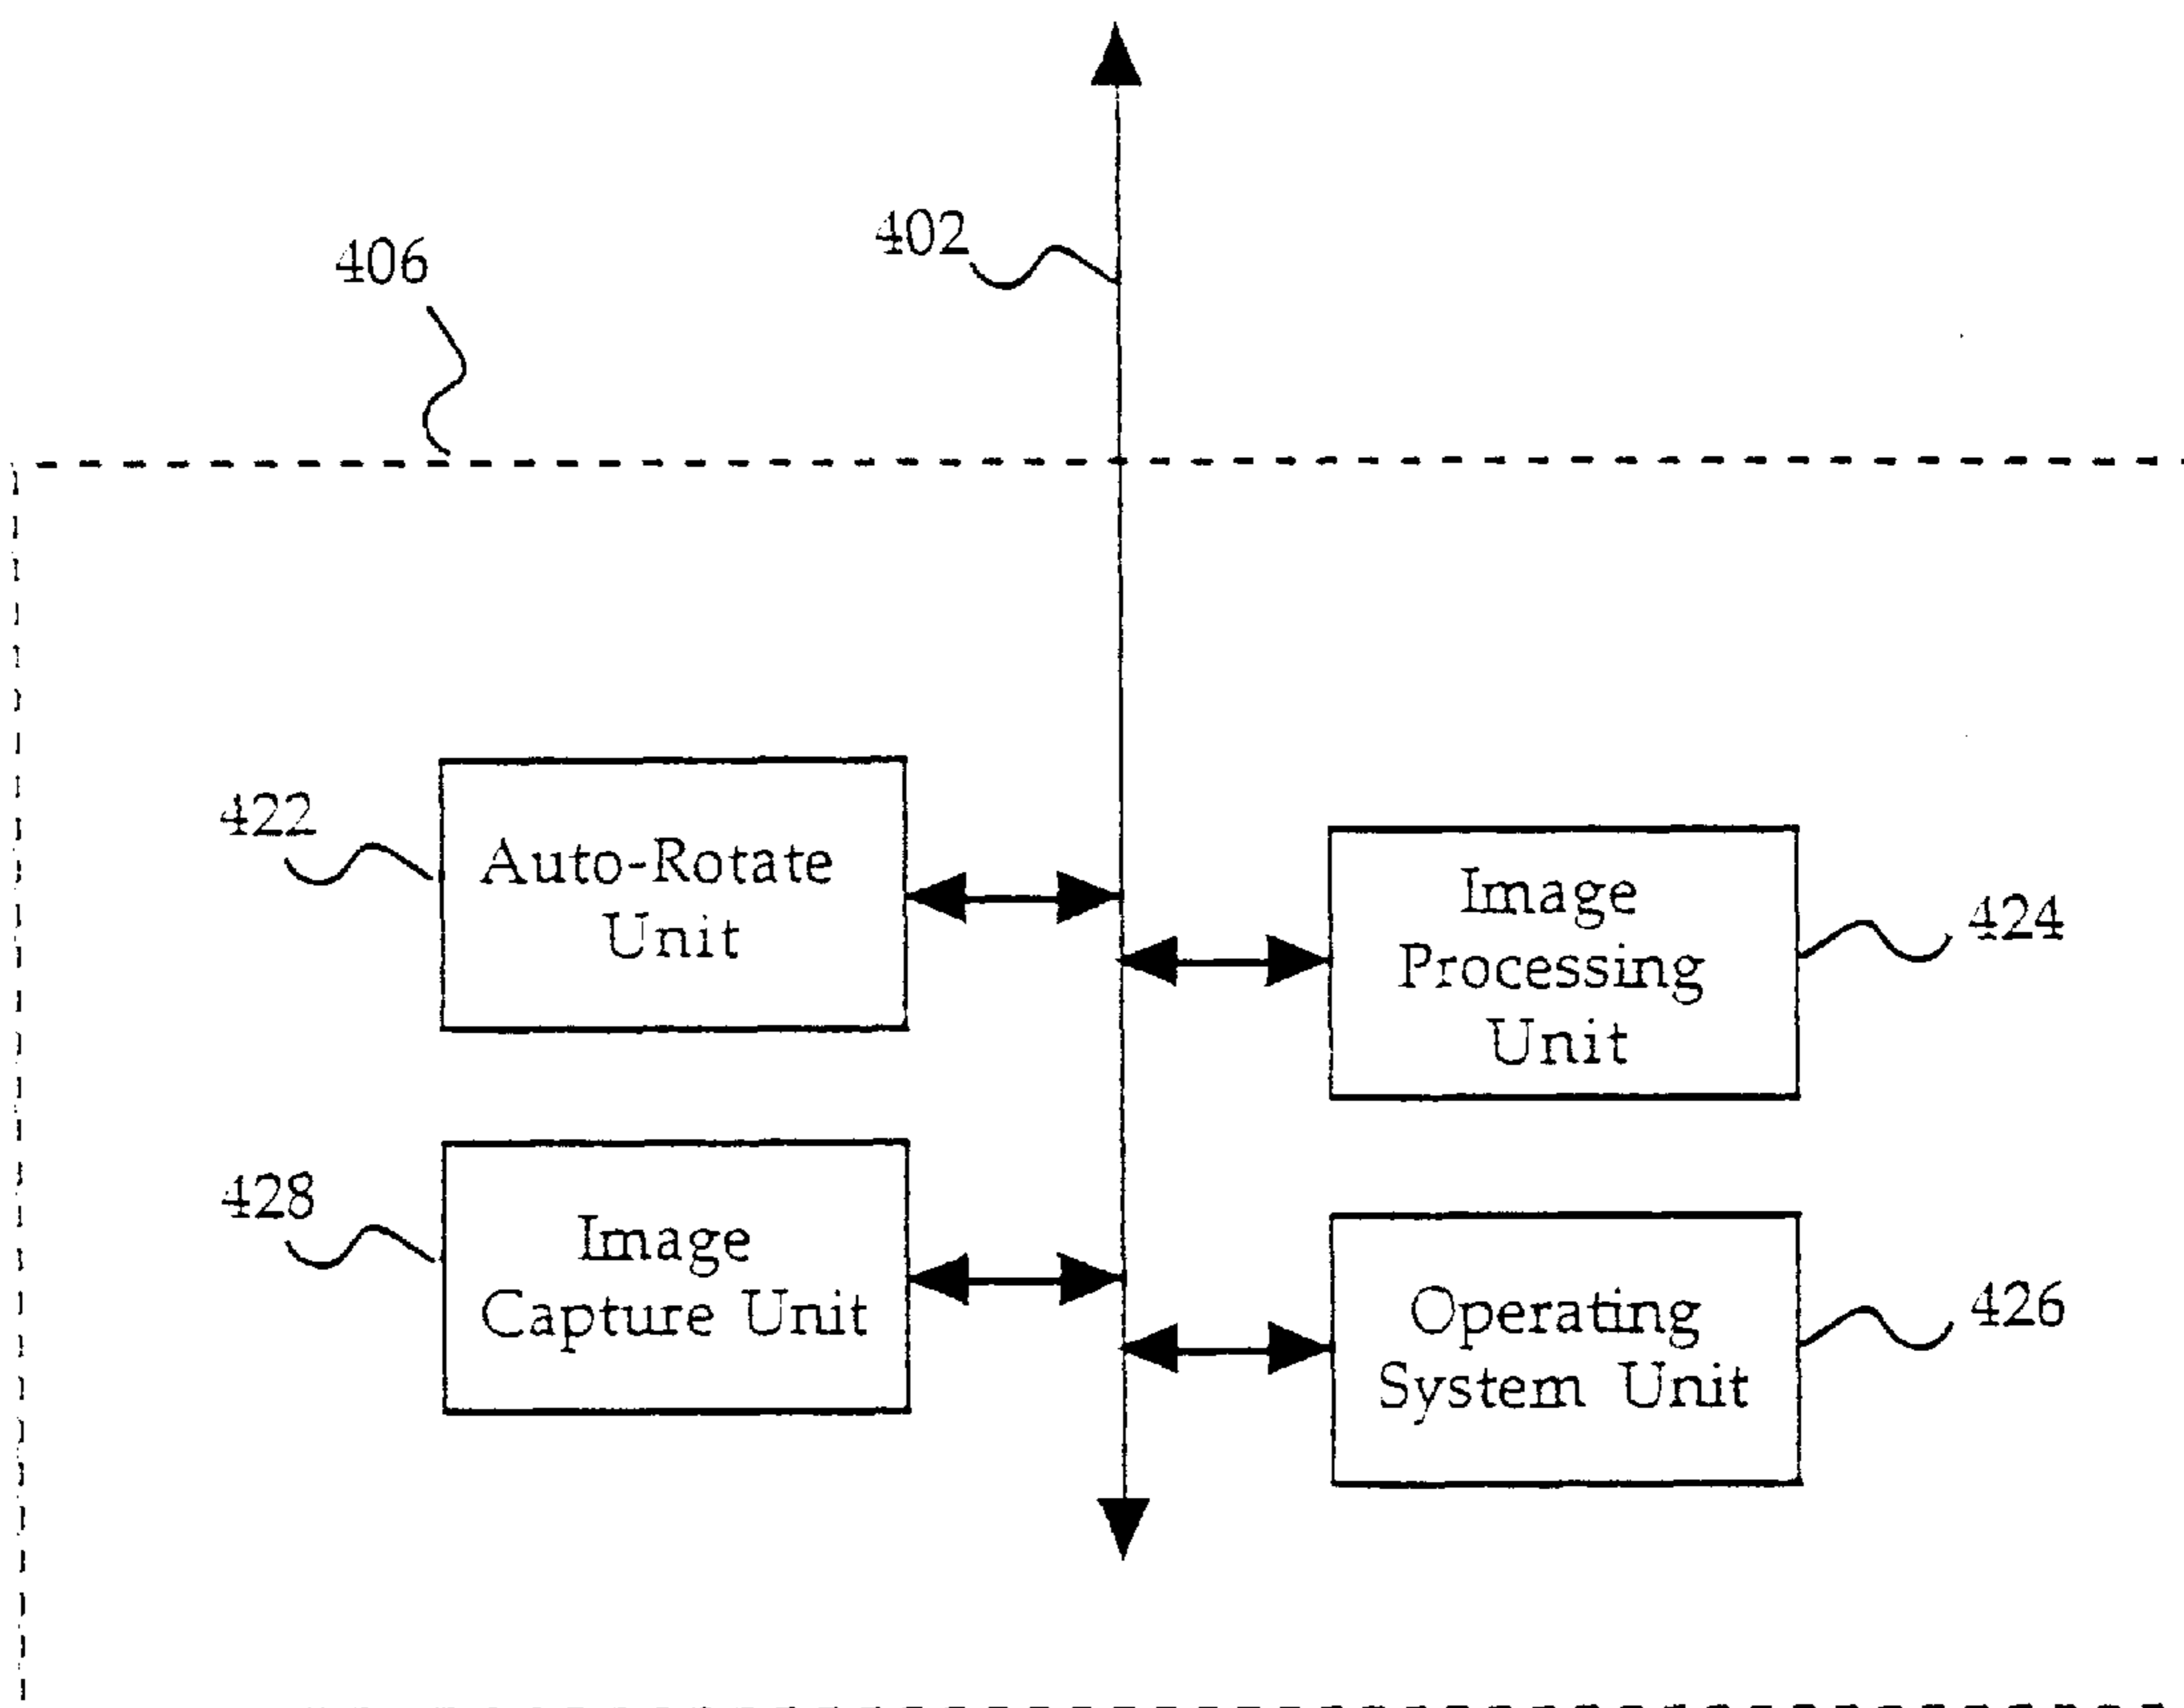 402
406
422
Auto-Rotate
Unit
Image
Processing
Unit
424
428
Image
Capture Unit
Operating
System Unit
426